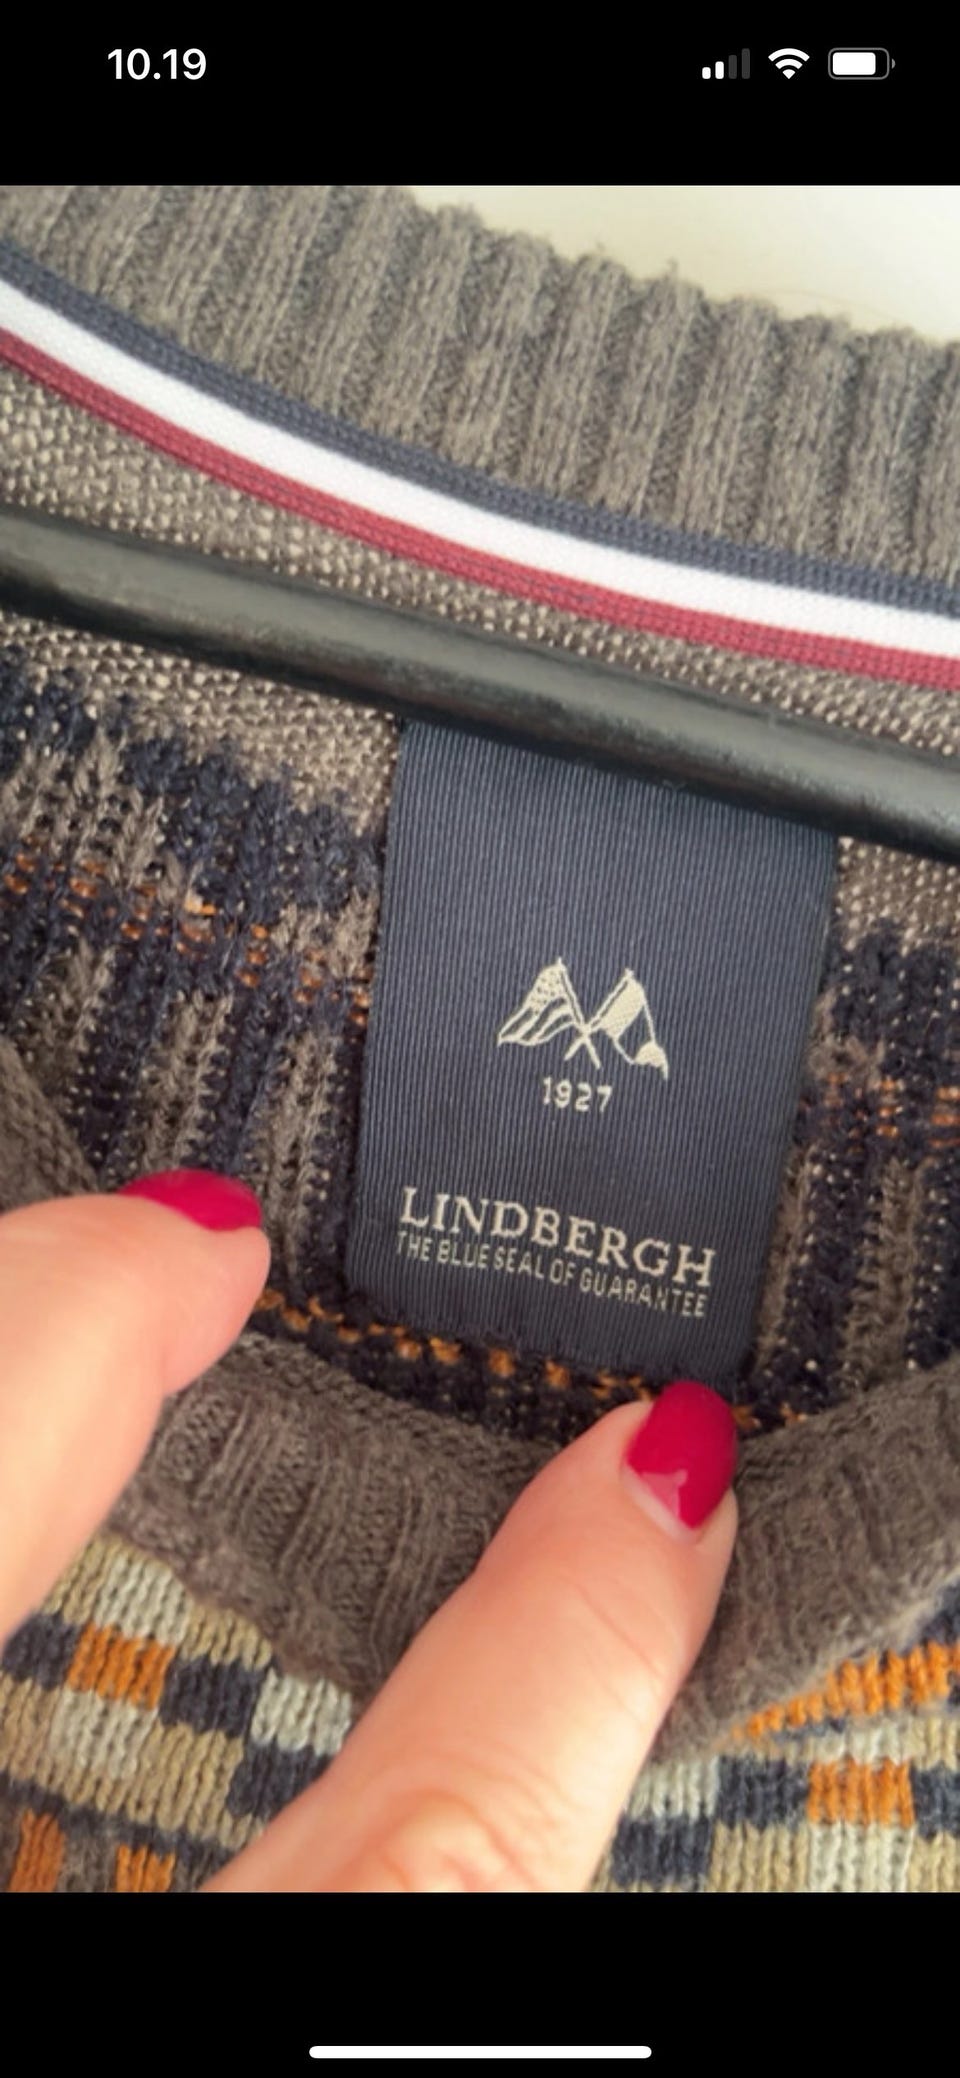 10.19
1927
LINDBERGH
THE BLUE SEAL OF GUARANTEE